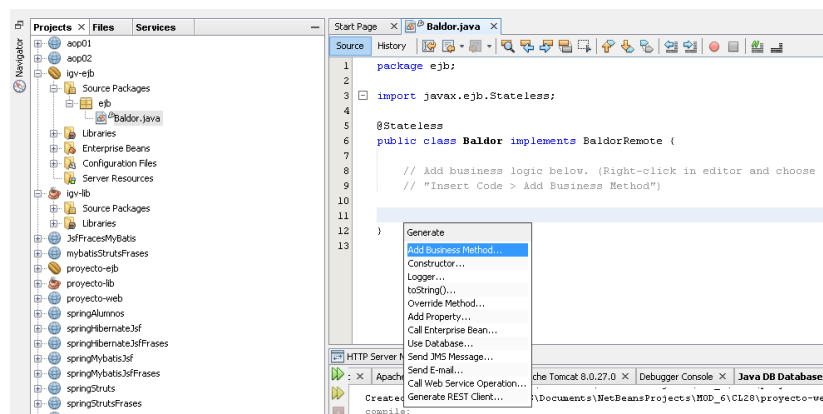 Projects × Files Services
Navigator
aop01
aop02
igv-ejb
Source Packages
ejb
Baldor.java
Libraries
Enterprise Beans
Configuration Files
Server Resources
igv-lib
Source Packages
Libraries
JsfFracesMyBatis
mybatisStrutsFrases
proyecto-ejb
proyecto-lib
proyecto-web
springAlumnos
springHibernateJsf
springHibernateJsfFrases
springMybatisJsf
springMybatisJsfFrases
springStruts
springStrutsFrases
Start Page × Baldor.java ×
Source History
1 package ejb;
2
3 import javax.ejb.Stateless;
4
5 @Stateless
6 public class Baldor implements BaldorRemote {
7
8 // Add business logic below. (Right-click in editor and choose
9 // "Insert Code > Add Business Method")
10
11
12 }
13
Generate
Add Business Method...
Constructor...
Logger...
toString()...
Override Method...
Add Property...
Call Enterprise Bean...
Use Database...
Send JMS Message...
Send E-mail...
Call Web Service Operation...
Generate REST Client...
HTTP Server M
: × Apache che Tomcat 8.0.27.0 × Debugger Console × Java DB Database
Created s\Documents\NetBeansProjects\MOD_6\CL28\proyecto-we
compile: